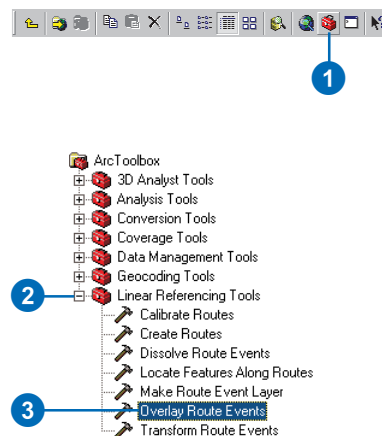 1
ArcToolbox
3D Analyst Tools
Analysis Tools
Conversion Tools
Coverage Tools
Data Management Tools
Geocoding Tools
2 Linear Referencing Tools
Calibrate Routes
Create Routes
Dissolve Route Events
Locate Features Along Routes
Make Route Event Layer
3 Overlay Route Events
Transform Route Events